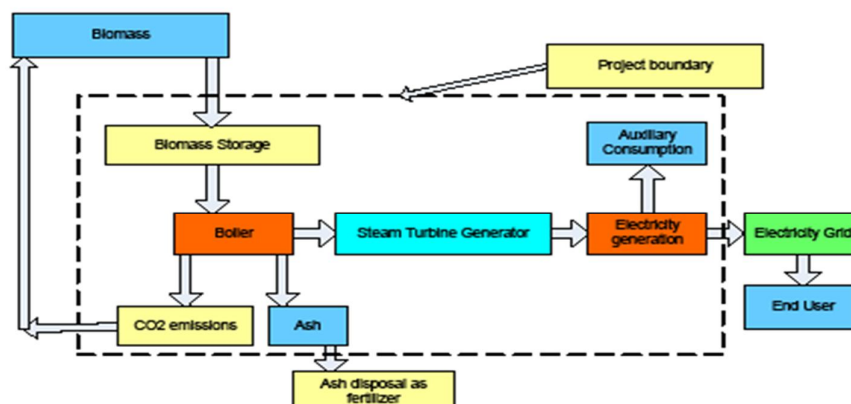 Biomass
Project boundary
Biomass Storage
Auxiliary
Consumption
Boiler
Steam Turbine Generator
Electricity
generation
Electricity Grid
CO2 emissions
Ash
End User
Ash disposal as
fertilizer